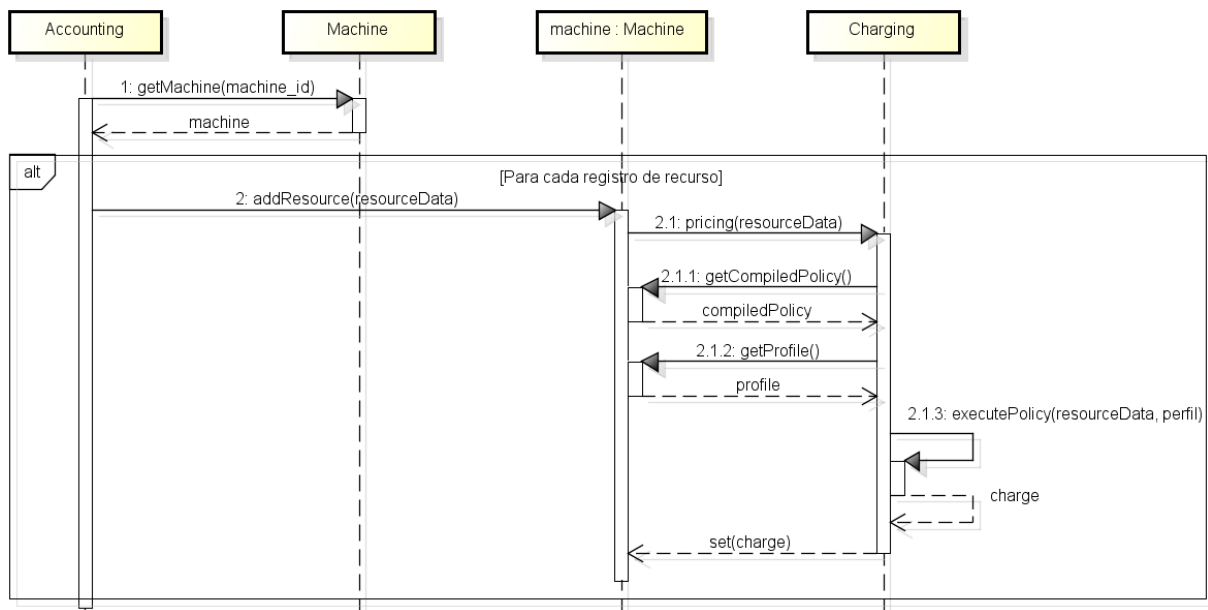 Accounting
Machine
machine : Machine
Charging
1: getMachine(machine_id)
machine
alt
[Para cada registro de recurso]
2: addResource(resourceData)
2.1: pricing(resourceData)
2.1.1: getCompiledPolicy()
compiledPolicy
2.1.2: getProfile()
profile
2.1.3: executePolicy(resourceData, perfil)
charge
set(charge)